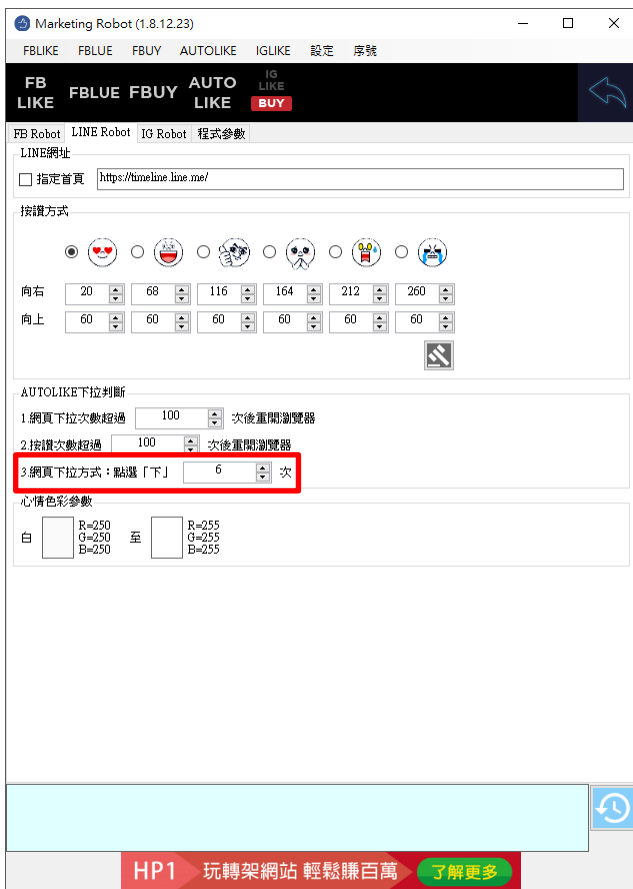 Marketing Robot (1.8.12.23)
FBLIKE FBLUE FBUY AUTOLIKE IGLIKE 設定 序號
FB LIKE FBLUE FBUY AUTO LIKE IG LIKE BUY
FB Robot LINE Robot IG Robot 程式參數
LINE網址
指定首頁 https://timeline.line.me/
按讚方式
向右 20 68 116 164 212 260
向上 60 60 60 60 60 60
AUTOLIKE下拉判斷
1.網頁下拉次數超過 100 次後重開瀏覽器
2.按讚次數超過 100 次後重開瀏覽器
3.網頁下拉方式：點選「下」 6 次
心情色彩參數
白 R=250 至 R=255
G=250 G=255
B=250 B=255
HP1 玩轉架網站 輕鬆賺百萬 了解更多